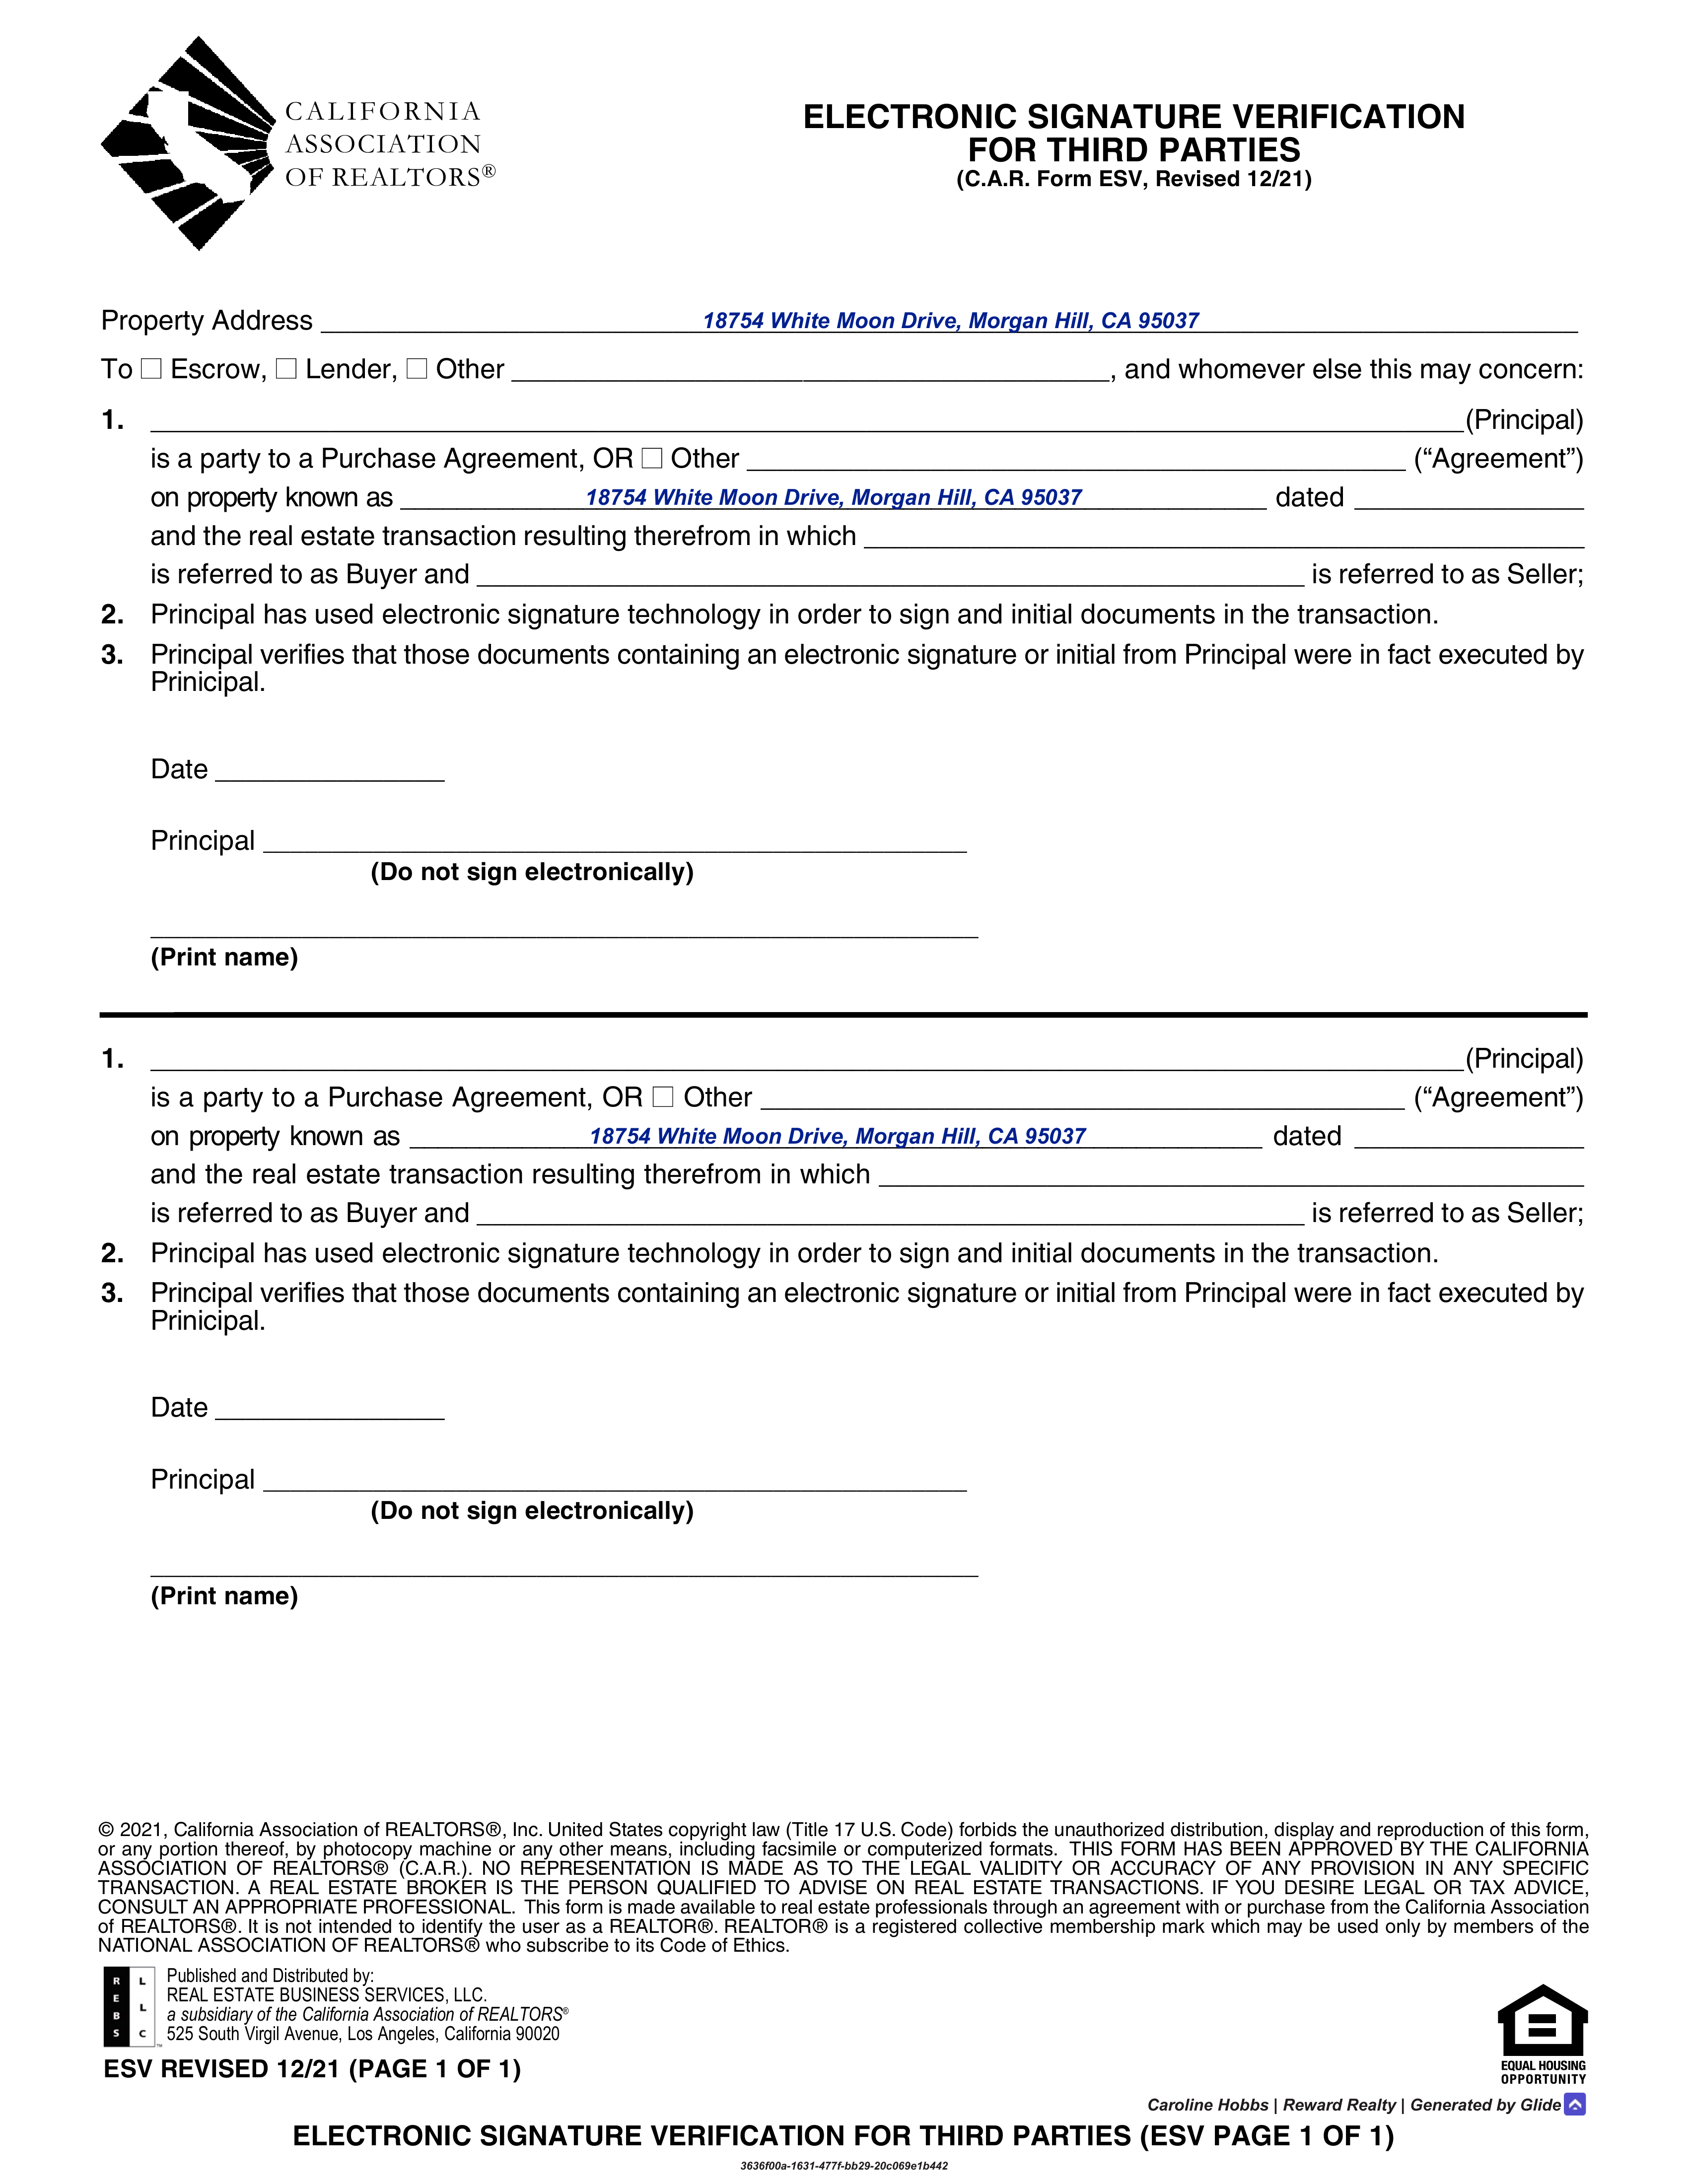 CALIFORNIA
ASSOCIATION
OF REALTORS®
ELECTRONIC SIGNATURE VERIFICATION
FOR THIRD PARTIES
(C.A.R. Form ESV, Revised 12/21)
Property Address 18754 White Moon Drive, Morgan Hill, CA 95037
To ☐ Escrow, ☐ Lender, ☐ Other ____, and whomever else this may concern:
1. ____(Principal)
is a party to a Purchase Agreement, OR ☐ Other ____ (“Agreement”)
on property known as 18754 White Moon Drive, Morgan Hill, CA 95037 dated ____
and the real estate transaction resulting therefrom in which ____
is referred to as Buyer and ____ is referred to as Seller;
2. Principal has used electronic signature technology in order to sign and initial documents in the transaction.
3. Principal verifies that those documents containing an electronic signature or initial from Principal were in fact executed by
Prinicipal.
Date ____
Principal ____
(Do not sign electronically)
(Print name)
1. ____(Principal)
is a party to a Purchase Agreement, OR ☐ Other ____ (“Agreement”)
on property known as 18754 White Moon Drive, Morgan Hill, CA 95037 dated ____
and the real estate transaction resulting therefrom in which ____
is referred to as Buyer and ____ is referred to as Seller;
2. Principal has used electronic signature technology in order to sign and initial documents in the transaction.
3. Principal verifies that those documents containing an electronic signature or initial from Principal were in fact executed by
Prinicipal.
Date ____
Principal ____
(Do not sign electronically)
(Print name)
© 2021, California Association of REALTORS®, Inc. United States copyright law (Title 17 U.S. Code) forbids the unauthorized distribution, display and reproduction of this form,
or any portion thereof, by photocopy machine or any other means, including facsimile or computerized formats. THIS FORM HAS BEEN APPROVED BY THE CALIFORNIA
ASSOCIATION OF REALTORS® (C.A.R.). NO REPRESENTATION IS MADE AS TO THE LEGAL VALIDITY OR ACCURACY OF ANY PROVISION IN ANY SPECIFIC
TRANSACTION. A REAL ESTATE BROKER IS THE PERSON QUALIFIED TO ADVISE ON REAL ESTATE TRANSACTIONS. IF YOU DESIRE LEGAL OR TAX ADVICE,
CONSULT AN APPROPRIATE PROFESSIONAL. This form is made available to real estate professionals through an agreement with or purchase from the California Association
of REALTORS®. It is not intended to identify the user as a REALTOR®. REALTOR® is a registered collective membership mark which may be used only by members of the
NATIONAL ASSOCIATION OF REALTORS® who subscribe to its Code of Ethics.
REBS LLC™
Published and Distributed by:
REAL ESTATE BUSINESS SERVICES, LLC.
a subsidiary of the California Association of REALTORS®
525 South Virgil Avenue, Los Angeles, California 90020
EQUAL HOUSING
OPPORTUNITY
ESV REVISED 12/21 (PAGE 1 OF 1)
Caroline Hobbs | Reward Realty | Generated by Glide
ELECTRONIC SIGNATURE VERIFICATION FOR THIRD PARTIES (ESV PAGE 1 OF 1)
3636f00a-1631-477f-bb29-20c069e1b442